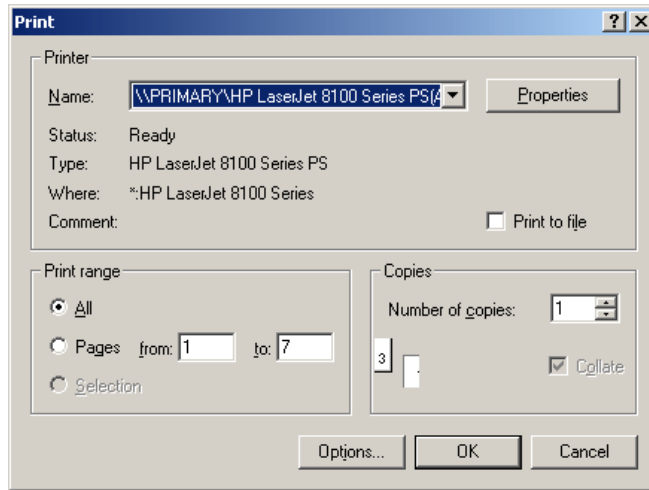 Print
Printer
Name: \\PRIMARY\HP LaserJet 8100 Series PS(A Properties
Status: Ready
Type: HP LaserJet 8100 Series PS
Where: *:HP LaserJet 8100 Series
Comment: Print to file
Print range
All
Pages from: 1 to: 7
Selection
Copies
Number of copies: 1
3
Collate
Options... OK Cancel